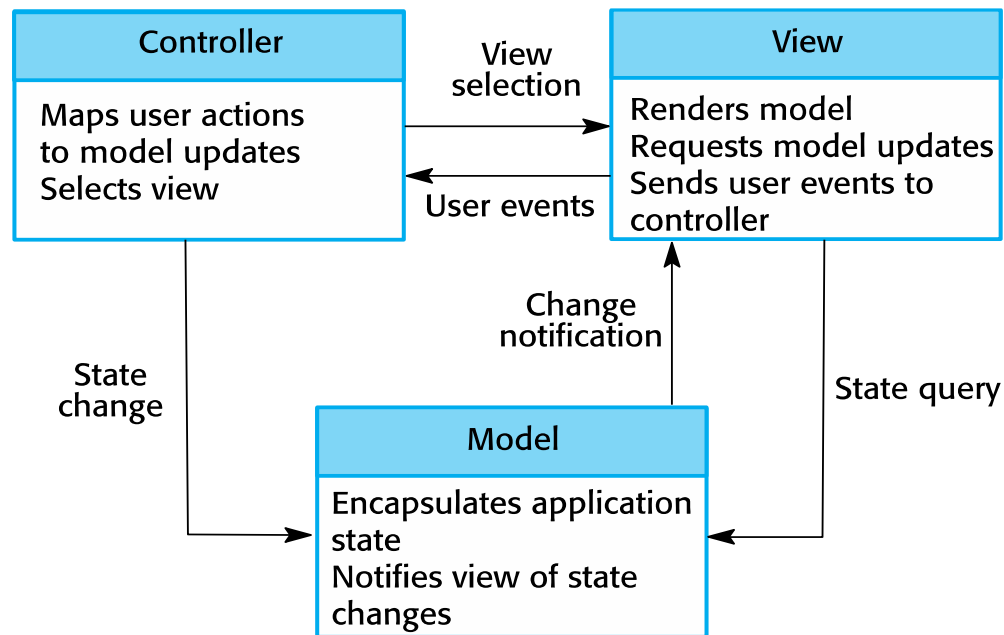 Controller
Maps user actions
to model updates
Selects view
View
selection
User events
View
Renders model
Requests model updates
Sends user events to
controller
State
change
Change
notification
State query
Model
Encapsulates application
state
Notifies view of state
changes